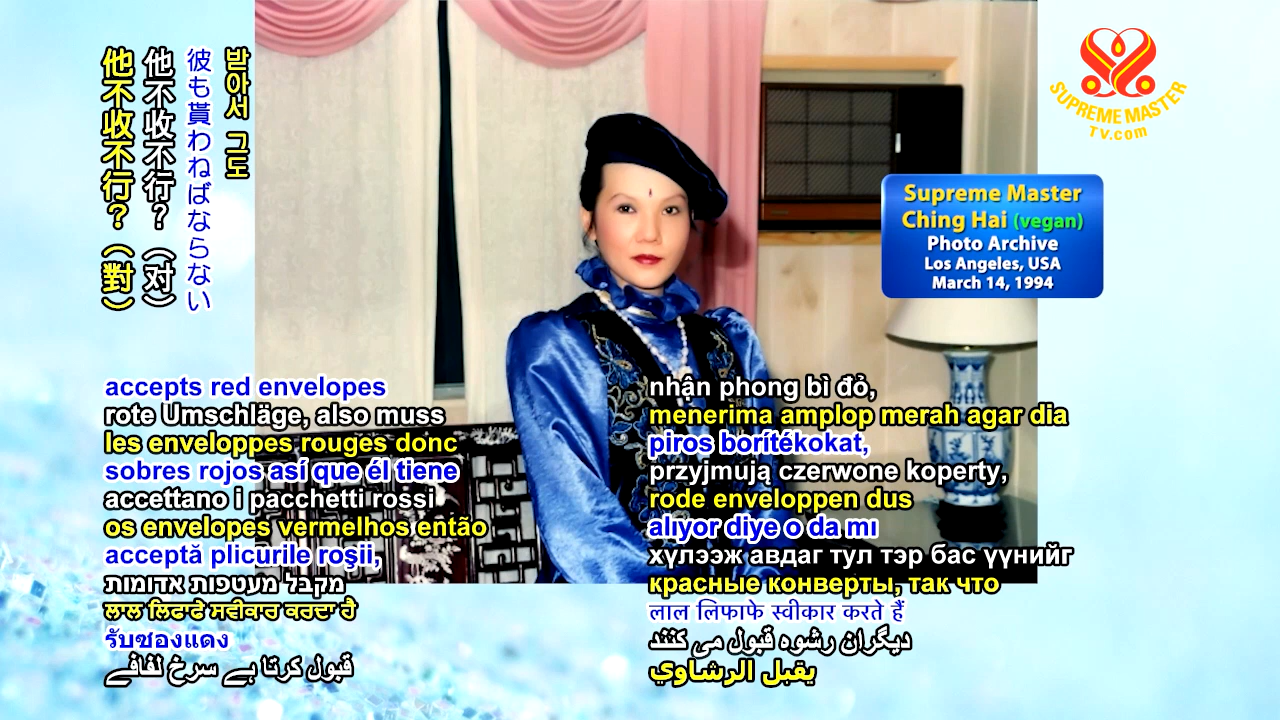 他不收不行？（對）
他不收不行？（对）
彼も貰わねばならない
받아서 그도
SUPREME MASTER
TV.com
Supreme Master
Ching Hai (vegan)
Photo Archive
Los Angeles, USA
March 14, 1994
accepts red envelopes
rote Umschläge, also muss
les enveloppes rouges donc
sobres rojos así que él tiene
accettano i pacchetti rossi
os envelopes vermelhos então
acceptă plicurile roşii,
מקבל מעטפות אדומות
ਲਾਲ ਲਿਫਾਫੇ ਸਵੀਕਾਰ ਕਰਦਾ ਹੈ
รับซองแดง
قبول کرتا ہے سرخ لفافے
nhận phong bì đỏ,
menerima amplop merah agar dia
piros borítékokat,
przyjmują czerwone koperty,
rode enveloppen dus
alıyor diye o da mı
хүлээж авдаг тул тэр бас үүнийг
красные конверты, так что
लाल लिफाफे स्वीकार करते हैं
دیگران رشوه قبول می کنند
يقبل الرشاوي